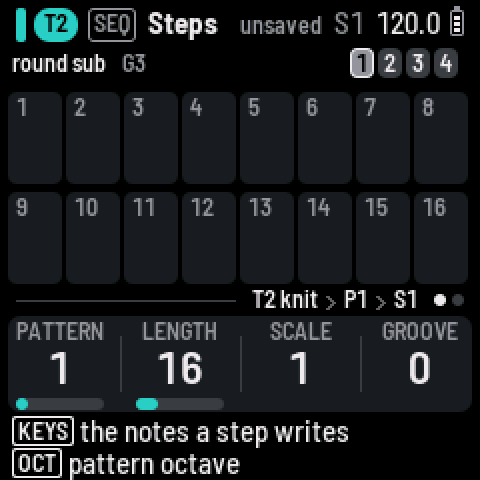 T2 SEQ Steps unsaved S1 120.0
round sub G3 1 2 3 4
1 2 3 4 5 6 7 8
9 10 11 12 13 14 15 16
T2 knit > P1 > S1
PATTERN LENGTH SCALE GROOVE
1 16 1 0
KEYS the notes a step writes
OCT pattern octave